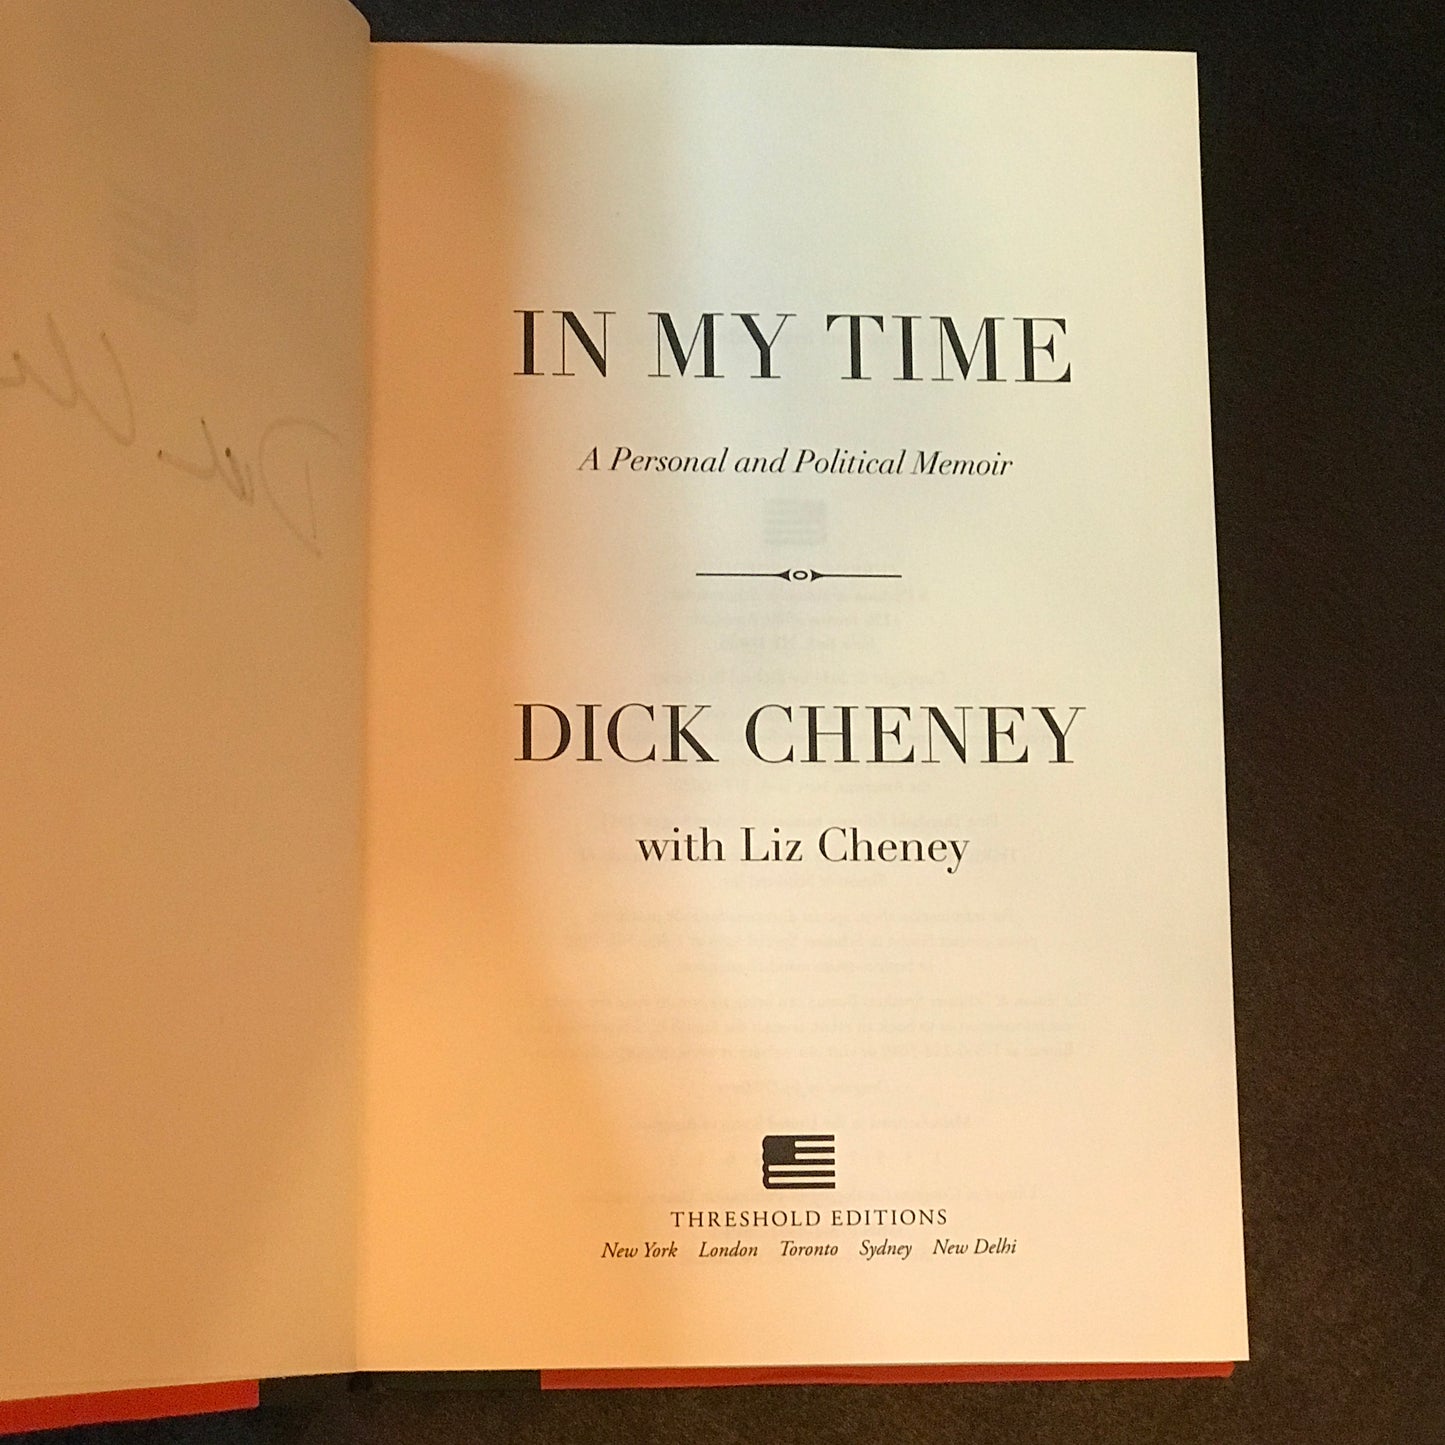 IN MY TIME
A Personal and Political Memoir
DICK CHENEY
with Liz Cheney
THRESHOLD EDITIONS
New York London Toronto Sydney New Delhi